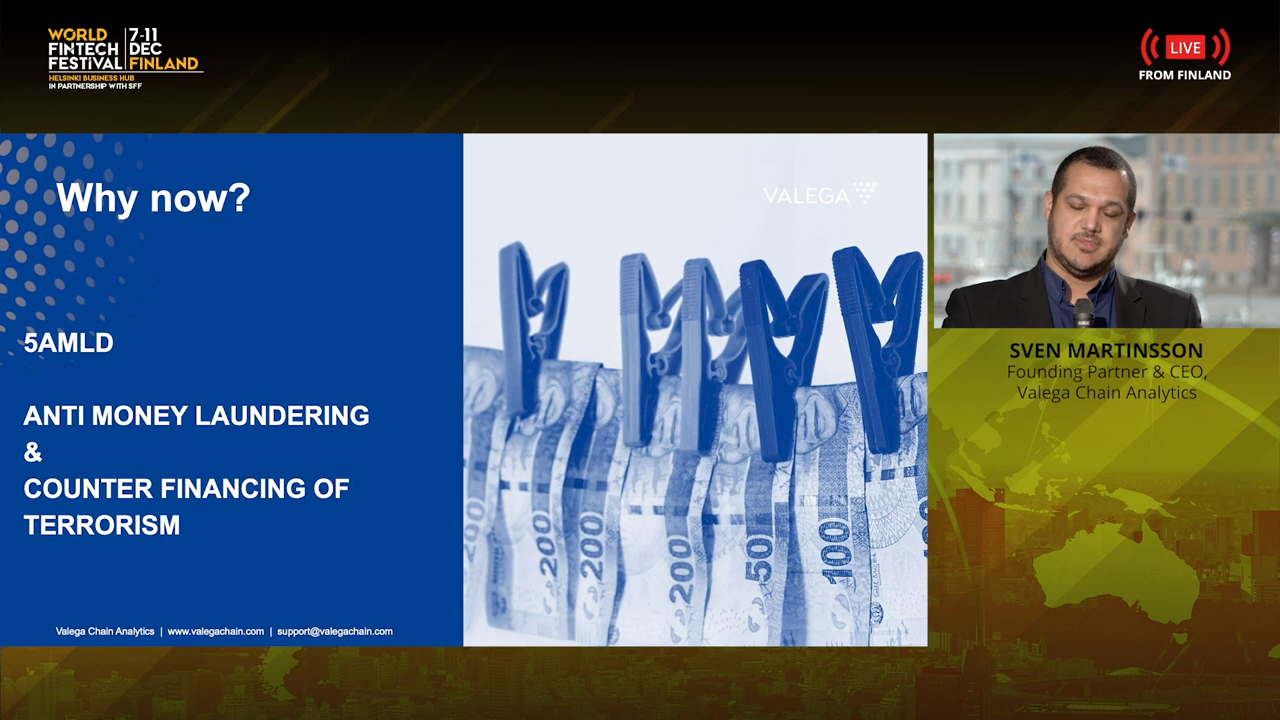 WORLD
FINTECH
FESTIVAL
7-11
DEC
FINLAND
HELSINKI BUSINESS HUB
IN PARTNERSHIP WITH SFF
LIVE
FROM FINLAND
Why now?
5AMLD
ANTI MONEY LAUNDERING
&
COUNTER FINANCING OF
TERRORISM
Valega Chain Analytics | www.valegachain.com | support@valegachain.com
VALEGA
200
200
200
50
100
SVEN MARTINSSON
Founding Partner & CEO,
Valega Chain Analytics